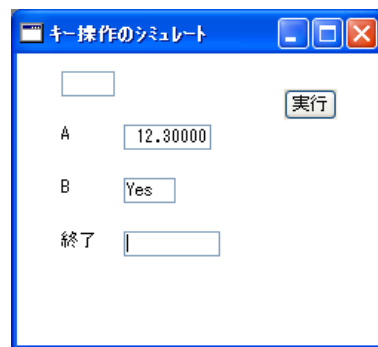 キー操作のシミュレート
実行
A 12.30000
B Yes
終了